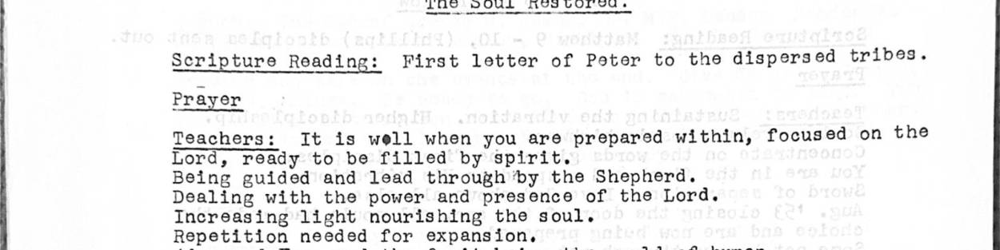 The Soul Restored.
Scripture Reading: First letter of Peter to the dispersed tribes.
Prayer
Teachers: It is well when you are prepared within, focused on the
Lord, ready to be filled by spirit.
Being guided and lead through by the Shepherd.
Dealing with the power and presence of the Lord.
Increasing light nourishing the soul.
Repetition needed for expansion.